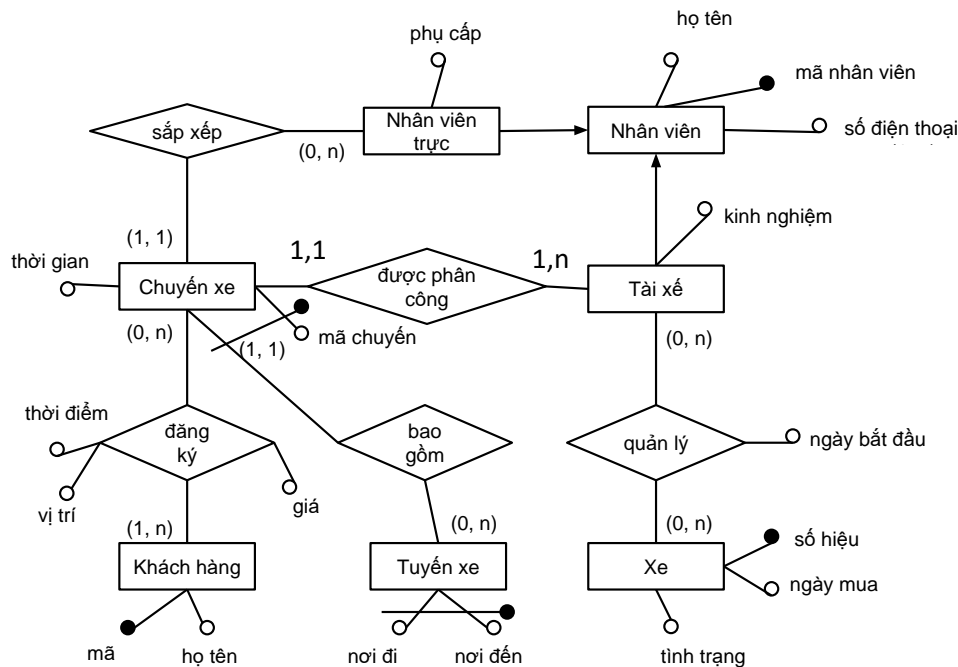 họ tên
phụ cấp
mã nhân viên
sắp xếp
Nhân viên
trực
Nhân viên
số điện thoại
(0, n)
kinh nghiệm
(1, 1)
1,1
1,n
thời gian
Chuyến xe
được phân
công
Tài xế
(0, n)
mã chuyến
(1, 1)
(0, n)
thời điểm
đăng
ký
bao
gồm
quản lý
ngày bắt đầu
vị trí
giá
(1, n)
(0, n)
(0, n)
số hiệu
Khách hàng
Tuyến xe
Xe
ngày mua
mã
họ tên
nơi đi
nơi đến
tình trạng